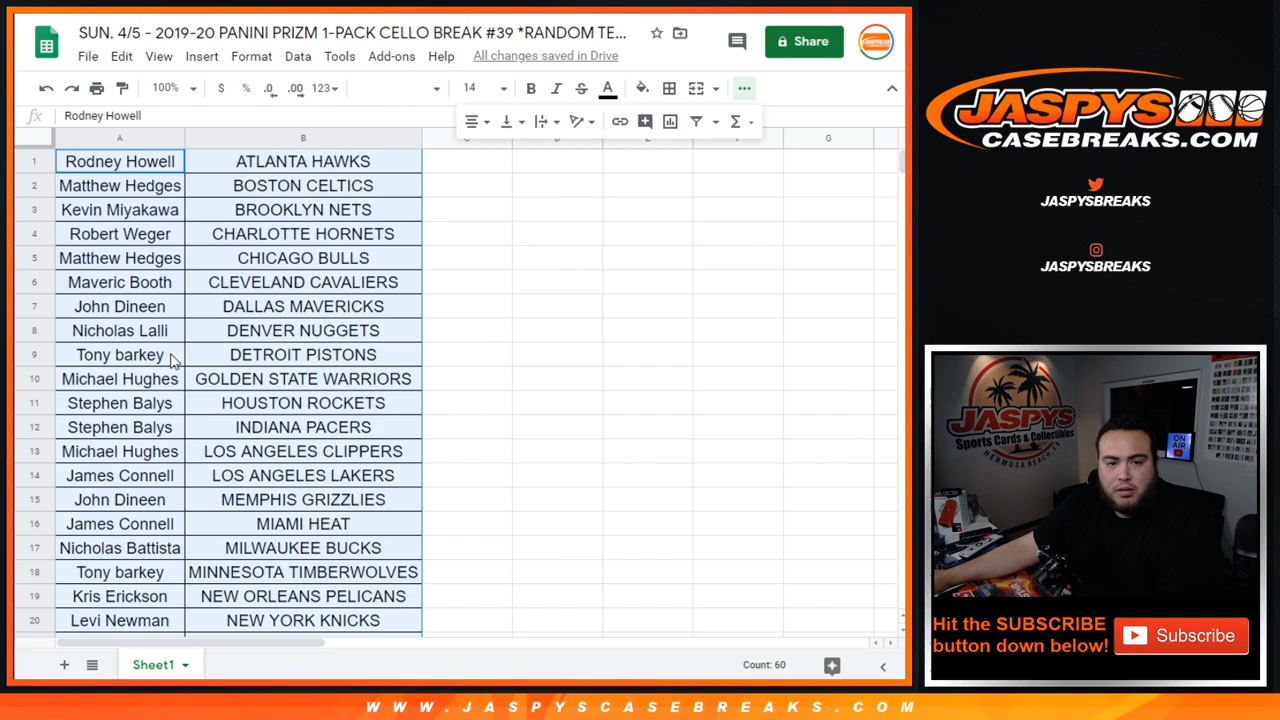 SUN. 4/5 - 2019-20 PANINI PRIZM 1-PACK CELLO BREAK #39 *RANDOM TE...
File Edit View Insert Format Data Tools Add-ons Help All changes saved in Drive
Share
100% $ % .0 .00 123 14 B I S A
fx Rodney Howell
A B G
1 Rodney Howell ATLANTA HAWKS
2 Matthew Hedges BOSTON CELTICS
3 Kevin Miyakawa BROOKLYN NETS
4 Robert Weger CHARLOTTE HORNETS
5 Matthew Hedges CHICAGO BULLS
6 Maveric Booth CLEVELAND CAVALIERS
7 John Dineen DALLAS MAVERICKS
8 Nicholas Lalli DENVER NUGGETS
9 Tony barkey DETROIT PISTONS
10 Michael Hughes GOLDEN STATE WARRIORS
11 Stephen Balys HOUSTON ROCKETS
12 Stephen Balys INDIANA PACERS
13 Michael Hughes LOS ANGELES CLIPPERS
14 James Connell LOS ANGELES LAKERS
15 John Dineen MEMPHIS GRIZZLIES
16 James Connell MIAMI HEAT
17 Nicholas Battista MILWAUKEE BUCKS
18 Tony barkey MINNESOTA TIMBERWOLVES
19 Kris Erickson NEW ORLEANS PELICANS
20 Levi Newman NEW YORK KNICKS
Sheet1
Count: 60
JASPYS
CASEBREAKS.COM
JASPYSBREAKS
JASPYSBREAKS
JASPYS
Sports Cards & Collectibles
HERMOSA BEACH CA
ON
AIR
Hit the SUBSCRIBE
button down below!
Subscribe
WWW.JASPYSCASEBREAKS.COM